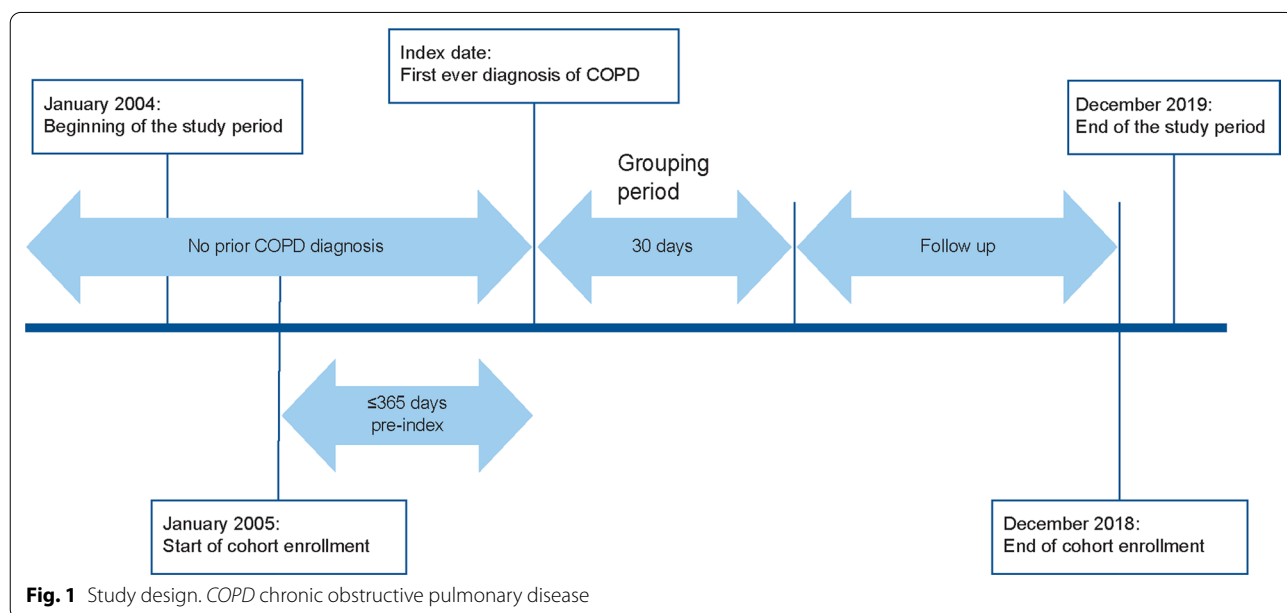 Index date:
First ever diagnosis of COPD
January 2004:
Beginning of the study period
December 2019:
End of the study period
Grouping
period
No prior COPD diagnosis
30 days
Follow up
≤365 days
pre-index
January 2005:
Start of cohort enrollment
December 2018:
End of cohort enrollment
Fig. 1 Study design. COPD chronic obstructive pulmonary disease